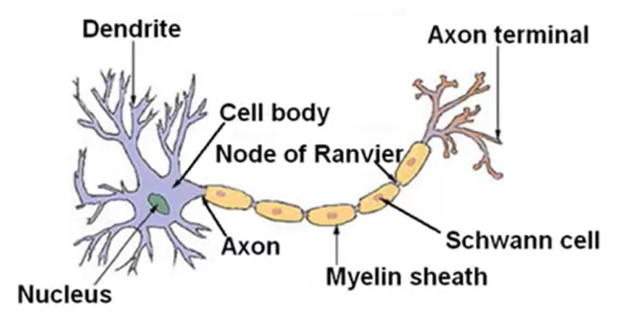 Dendrite
Axon terminal
Cell body
Node of Ranvier
Axon
Schwann cell
Myelin sheath
Nucleus